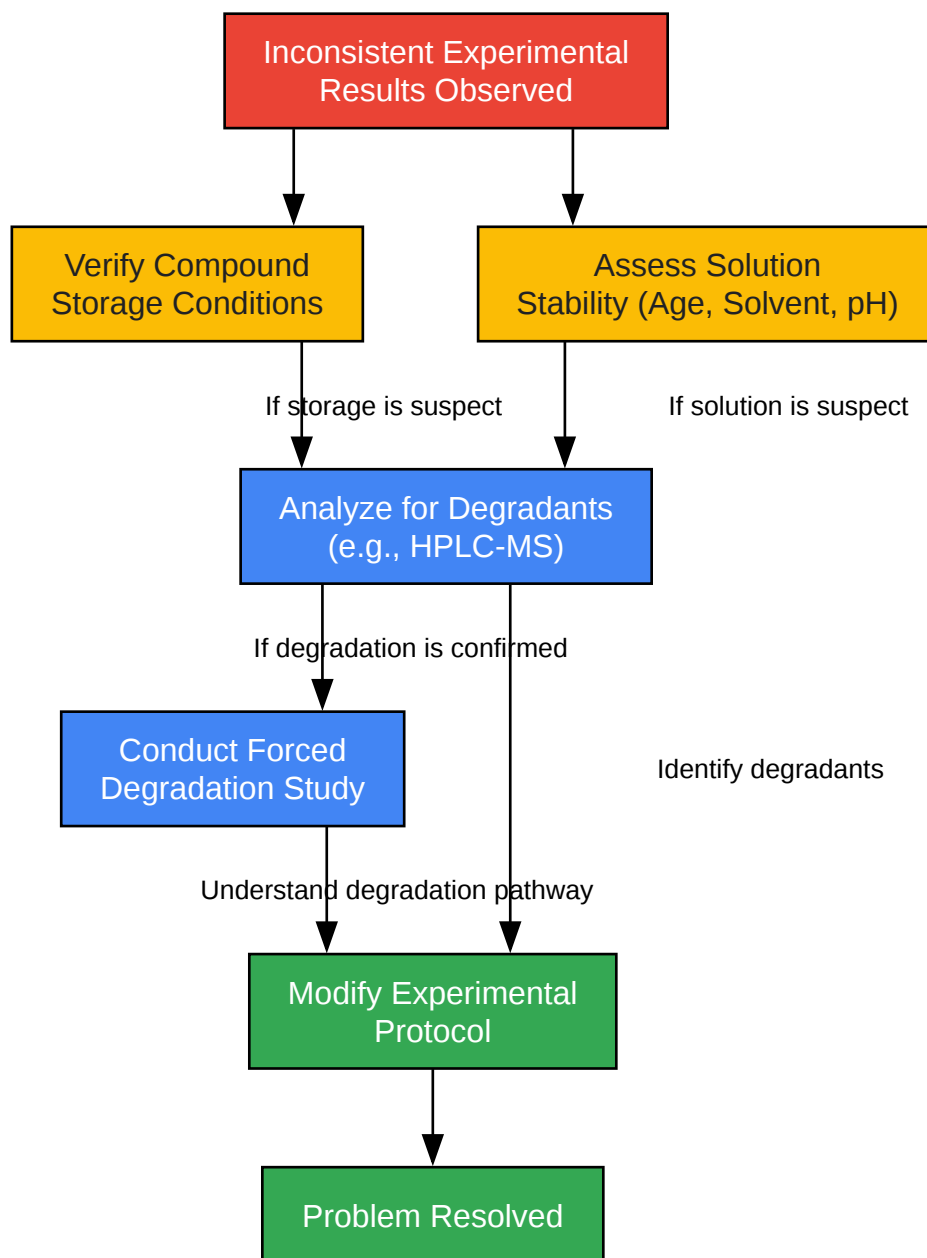 Inconsistent Experimental
Results Observed
Verify Compound
Storage Conditions
Assess Solution
Stability (Age, Solvent, pH)
If storage is suspect
If solution is suspect
Analyze for Degradants
(e.g., HPLC-MS)
If degradation is confirmed
Conduct Forced
Degradation Study
Identify degradants
Understand degradation pathway
Modify Experimental
Protocol
Problem Resolved